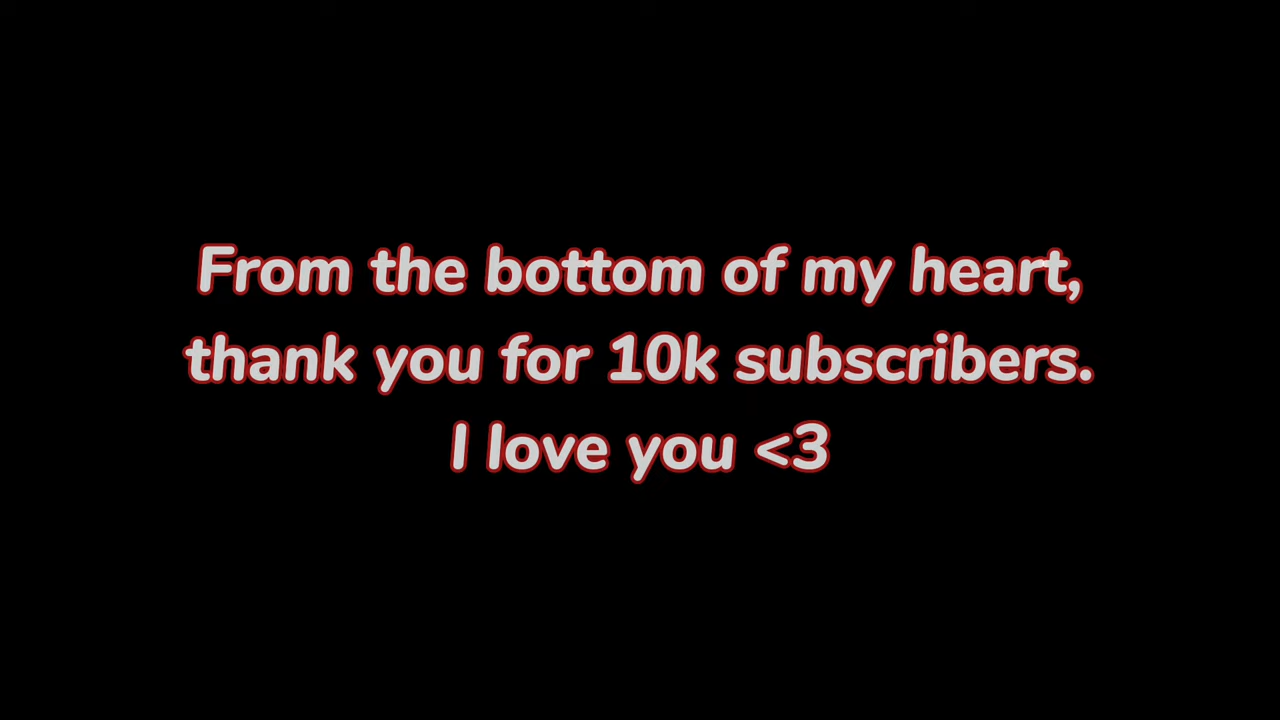 From the bottom of my heart,
thank you for 10k subscribers.
I love you <3